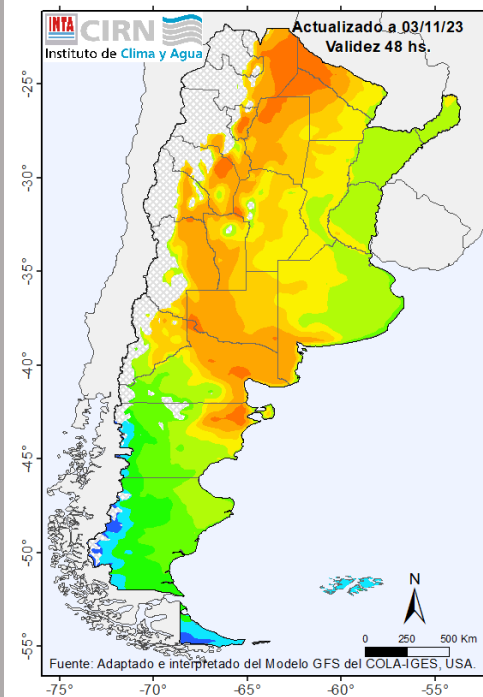 INTA CIRN
Instituto de Clima y Agua
Actualizado a 03/11/23
Validez 48 hs.
-25°
-30°
-35°
-40°
-45°
-50°
-55°
N
0 250 500 Km
Fuente: Adaptado e interpretado del Modelo GFS del COLA-IGES, USA.
-75° -70° -65° -60° -55°